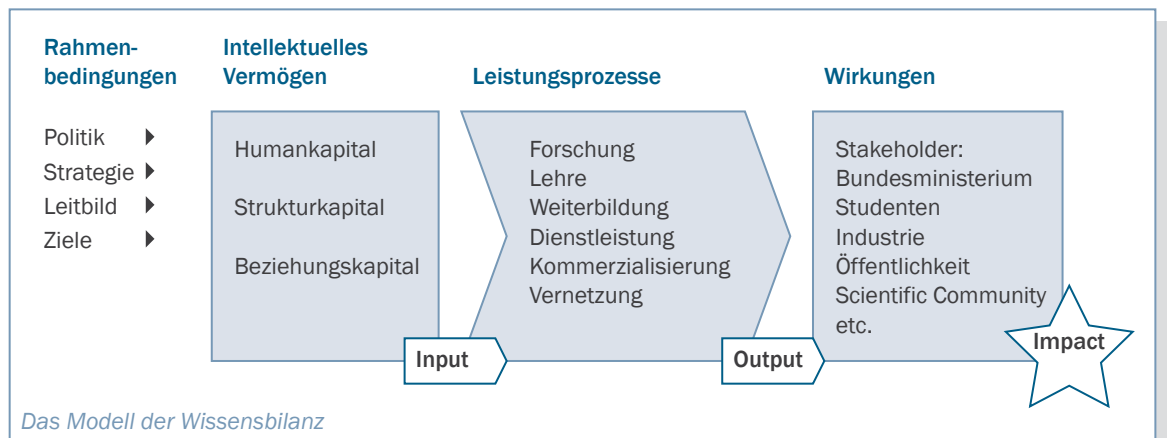 Rahmen-
bedingungen
Politik
Strategie
Leitbild
Ziele
Intellektuelles
Vermögen
Humankapital
Strukturkapital
Beziehungskapital
Input
Leistungsprozesse
Forschung
Lehre
Weiterbildung
Dienstleistung
Kommerzialisierung
Vernetzung
Output
Wirkungen
Stakeholder:
Bundesministerium
Studenten
Industrie
Öffentlichkeit
Scientific Community
etc.
Impact
Das Modell der Wissensbilanz